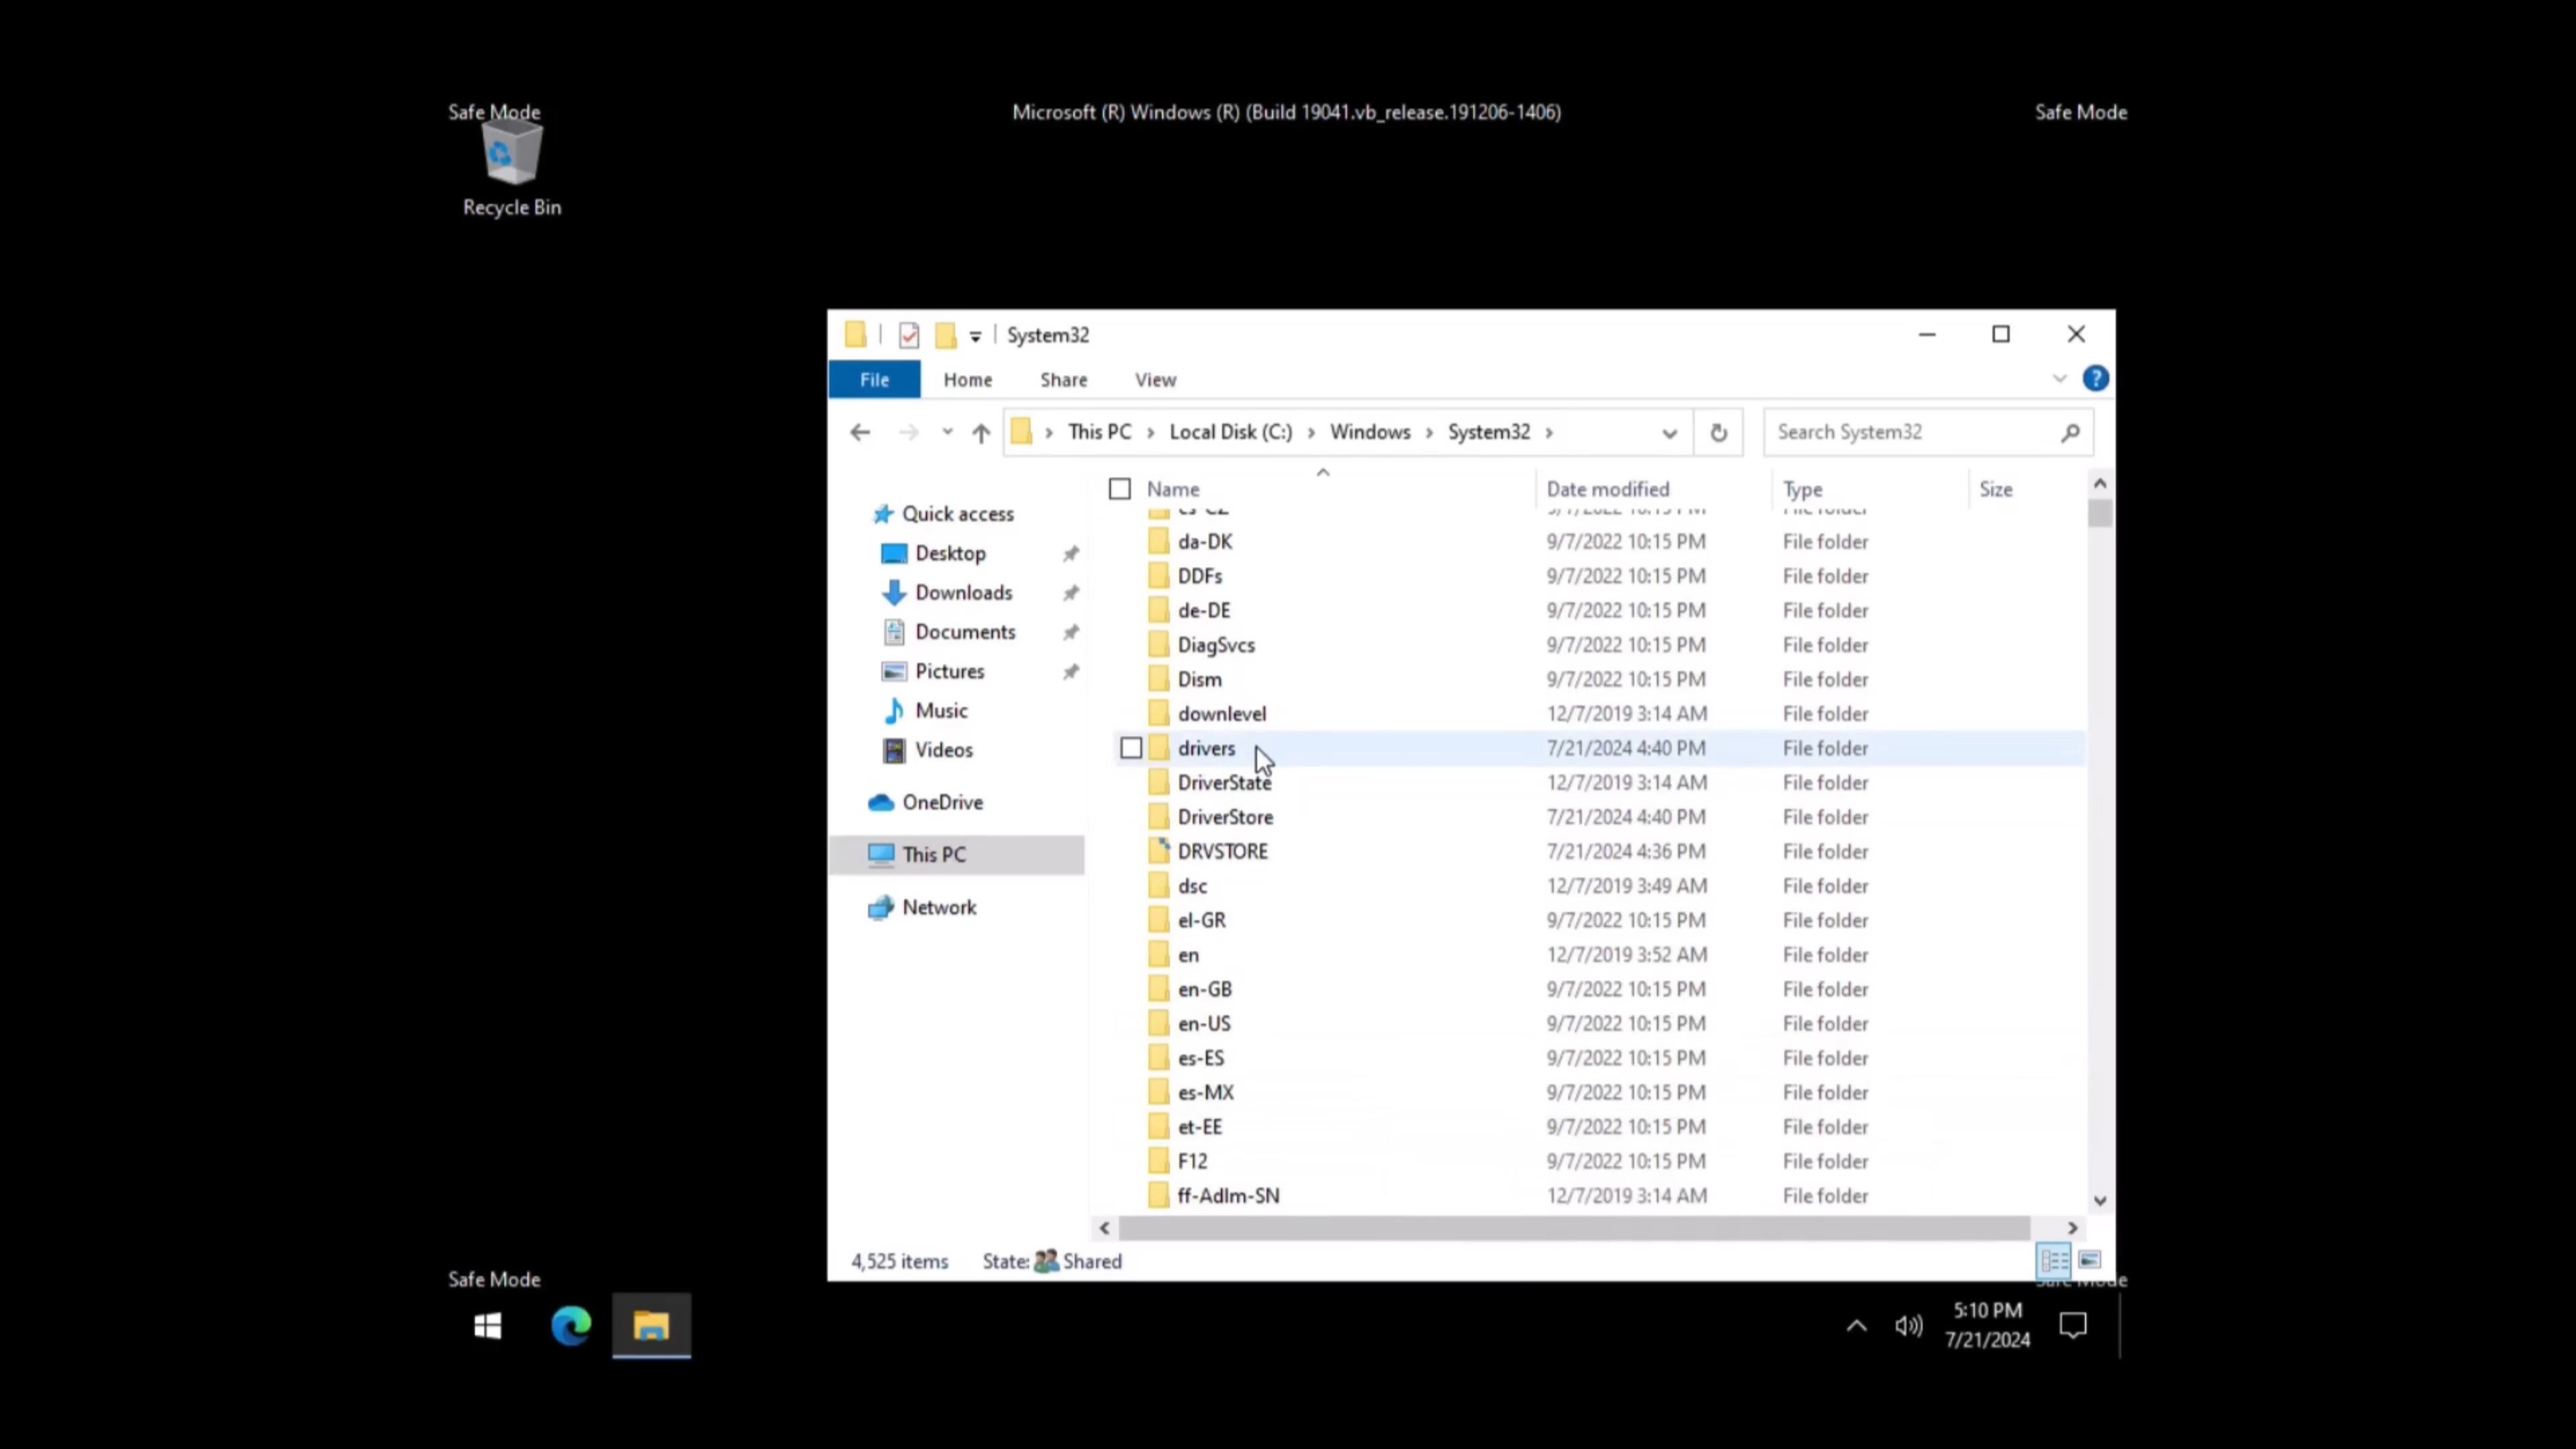 Safe Mode
Microsoft (R) Windows (R) (Build 19041.vb_release.191206-1406)
Safe Mode
Recycle Bin
System32
File Home Share View
This PC Local Disk (C:) Windows System32
Search System32
Name Date modified Type Size
Quick access
Desktop
Downloads
Documents
Pictures
Music
Videos
OneDrive
This PC
Network
da-DK 9/7/2022 10:15 PM File folder
DDFs 9/7/2022 10:15 PM File folder
de-DE 9/7/2022 10:15 PM File folder
DiagSvcs 9/7/2022 10:15 PM File folder
Dism 9/7/2022 10:15 PM File folder
downlevel 12/7/2019 3:14 AM File folder
drivers 7/21/2024 4:40 PM File folder
DriverState 12/7/2019 3:14 AM File folder
DriverStore 7/21/2024 4:40 PM File folder
DRVSTORE 7/21/2024 4:36 PM File folder
dsc 12/7/2019 3:49 AM File folder
el-GR 9/7/2022 10:15 PM File folder
en 12/7/2019 3:52 AM File folder
en-GB 9/7/2022 10:15 PM File folder
en-US 9/7/2022 10:15 PM File folder
es-ES 9/7/2022 10:15 PM File folder
es-MX 9/7/2022 10:15 PM File folder
et-EE 9/7/2022 10:15 PM File folder
F12 9/7/2022 10:15 PM File folder
ff-Adlm-SN 12/7/2019 3:14 AM File folder
4,525 items State: Shared
Safe Mode
Safe Mode
5:10 PM
7/21/2024